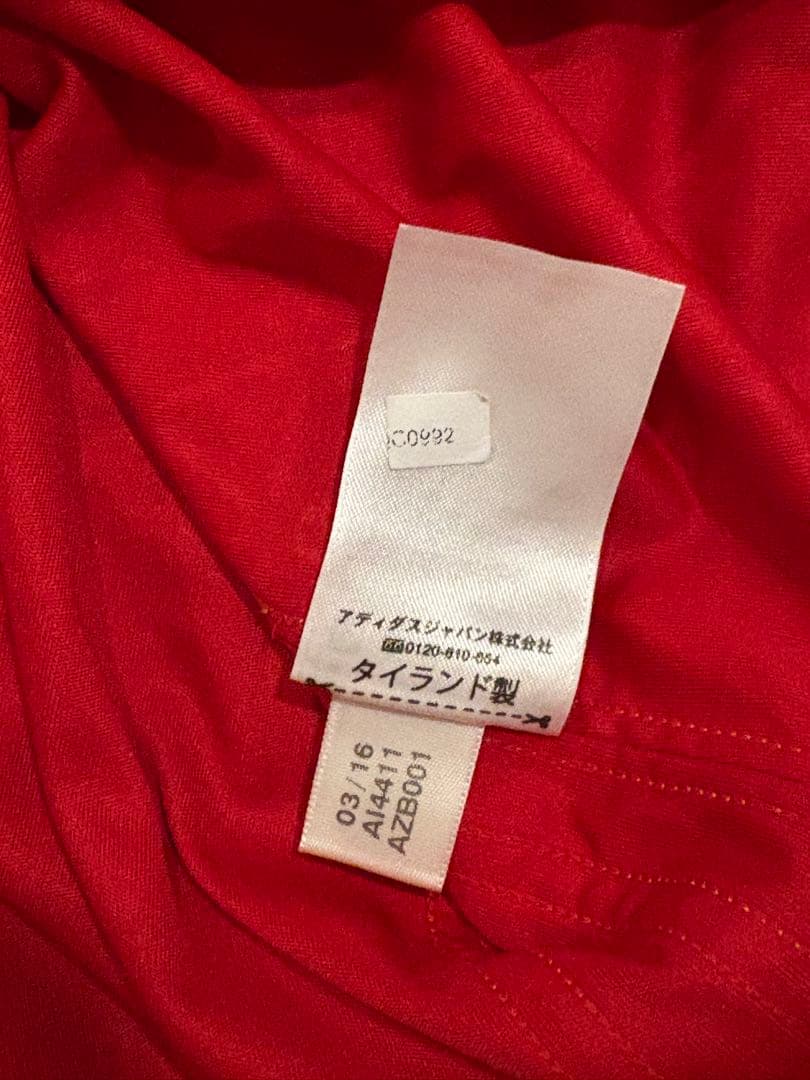 C0992
アディダスジャパン株式会社
0120-810-654
タイランド製
03/16
AI4411
AZB001